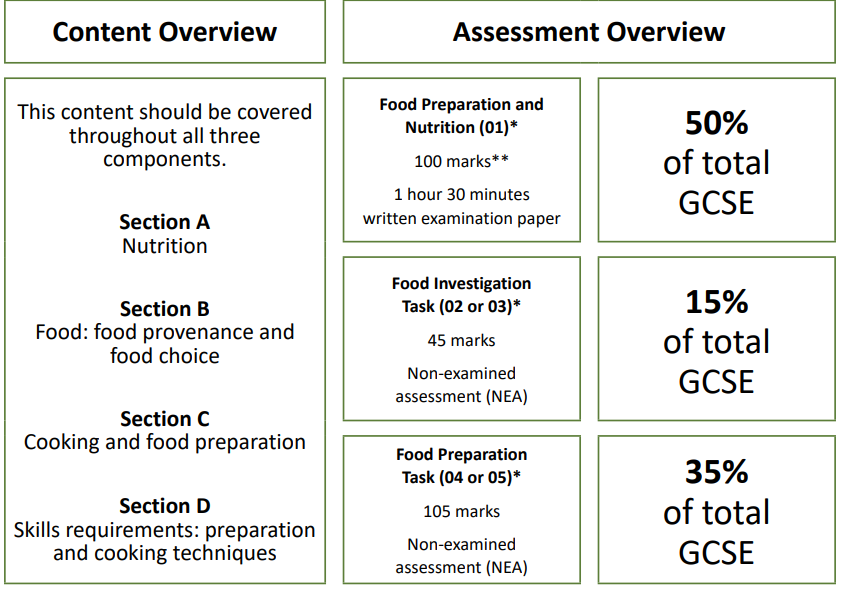 Content Overview
Assessment Overview
This content should be covered
throughout all three
components.
Section A
Nutrition
Section B
Food: food provenance and
food choice
Section C
Cooking and food preparation
Section D
Skills requirements: preparation
and cooking techniques
Food Preparation and
Nutrition (01)*
100 marks**
1 hour 30 minutes
written examination paper
50%
of total
GCSE
Food Investigation
Task (02 or 03)*
45 marks
Non-examined
assessment (NEA)
15%
of total
GCSE
Food Preparation
Task (04 or 05)*
105 marks
Non-examined
assessment (NEA)
35%
of total
GCSE